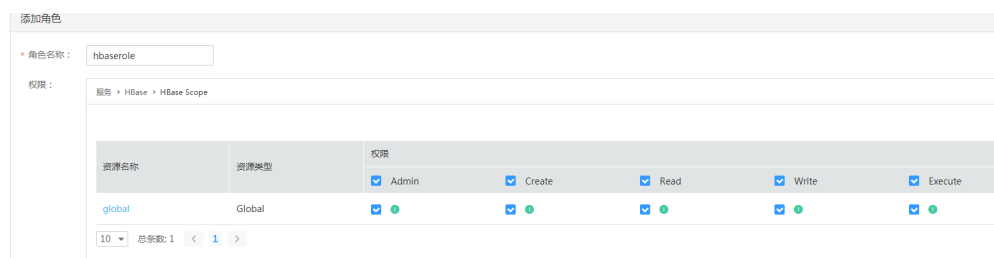 添加角色
* 角色名称： hbaserole
权限：
服务 > HBase > HBase Scope
资源名称 资源类型 权限
Admin Create Read Write Execute
global Global
10 总条数: 1 < 1 >